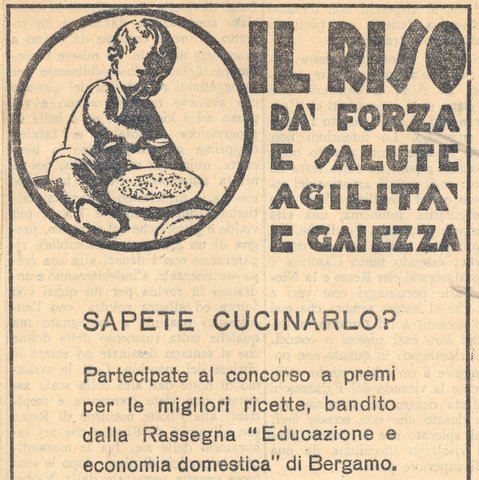 IL RISO
DA' FORZA
E SALUTE
AGILITA'
E GAIEZZA
SAPETE CUCINARLO?
Partecipate al concorso a premi
per le migliori ricette, bandito
dalla Rassegna "Educazione e
economia domestica" di Bergamo.